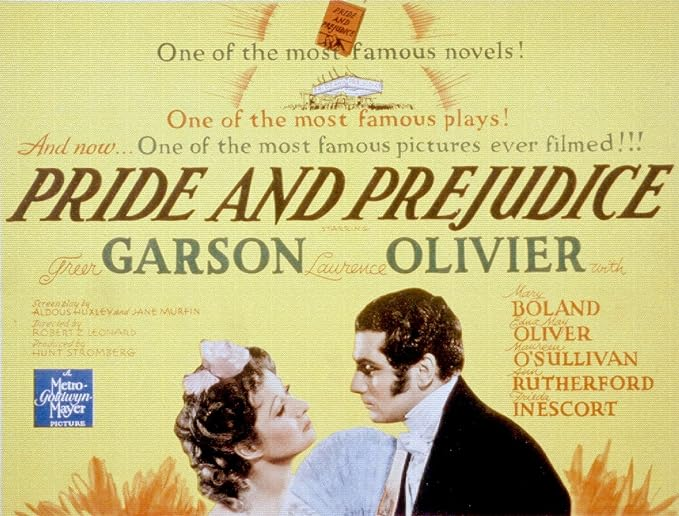 PRIDE
AND
PREJUDICE
One of the most famous novels!
One of the most famous plays!
And now... One of the most famous pictures ever filmed!!!
PRIDE AND PREJUDICE
STARRING
Greer GARSON Laurence OLIVIER with
Screenplay by
ALDOUS HUXLEY and JANE MURFIN
Directed by
ROBERT Z. LEONARD
Produced by
HUNT STROMBERG
Mary
BOLAND
Edna May
OLIVER
Maureen
O'SULLIVAN
Ann
RUTHERFORD
Frieda
INESCORT
A
Metro-
Goldwyn-
Mayer
PICTURE